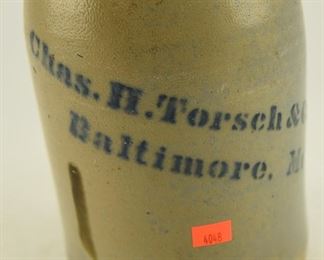 Chas. H. Torsch &
Baltimore, M
4048